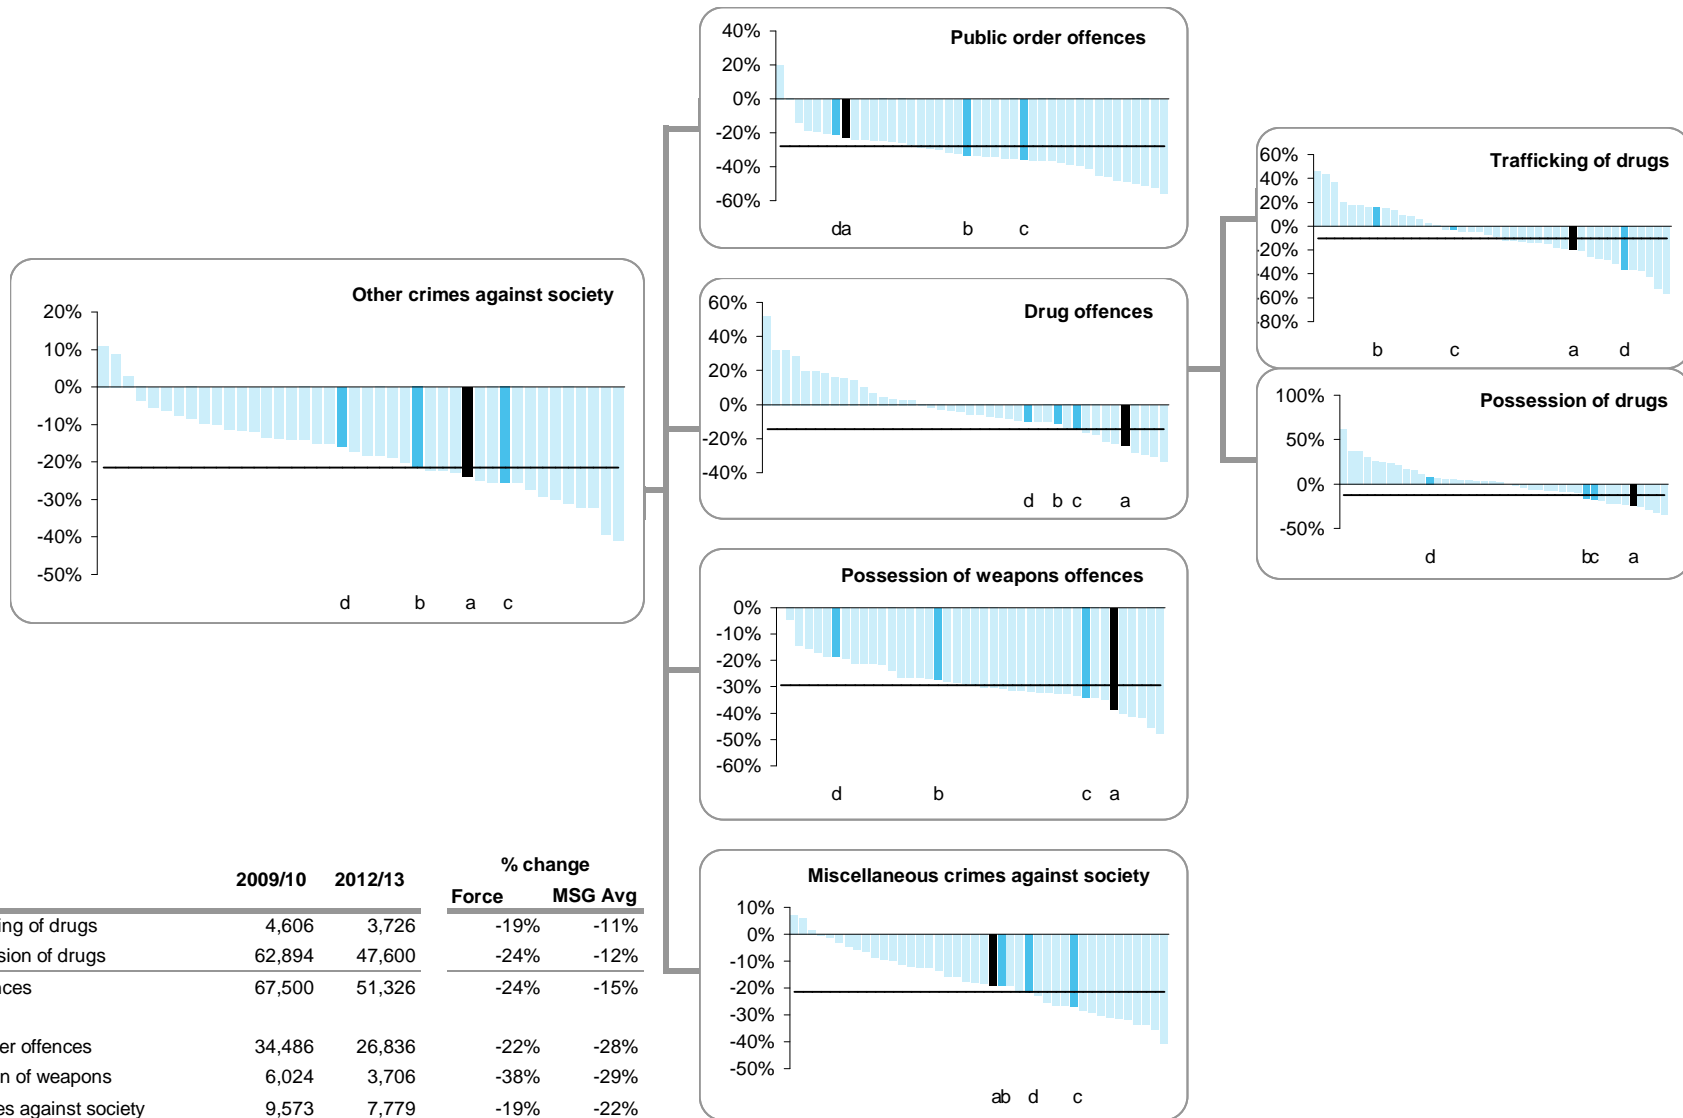 Public order offences
40%
20%
0%
-20%
-40%
-60%
da b c
Other crimes against society
20%
10%
0%
-10%
-20%
-30%
-40%
-50%
d b a c
Drug offences
60%
40%
20%
0%
-20%
-40%
d b c a
Trafficking of drugs
60%
40%
20%
0%
-20%
-40%
-60%
-80%
b c a d
Possession of drugs
100%
50%
0%
-50%
d bc a
Possession of weapons offences
0%
-10%
-20%
-30%
-40%
-50%
-60%
d b c a
Miscellaneous crimes against society
10%
0%
-10%
-20%
-30%
-40%
-50%
ab d c
% change
2009/10 2012/13 Force MSG Avg
ing of drugs 4,606 3,726 -19% -11%
sion of drugs 62,894 47,600 -24% -12%
nces 67,500 51,326 -24% -15%
er offences 34,486 26,836 -22% -28%
n of weapons 6,024 3,706 -38% -29%
es against society 9,573 7,779 -19% -22%